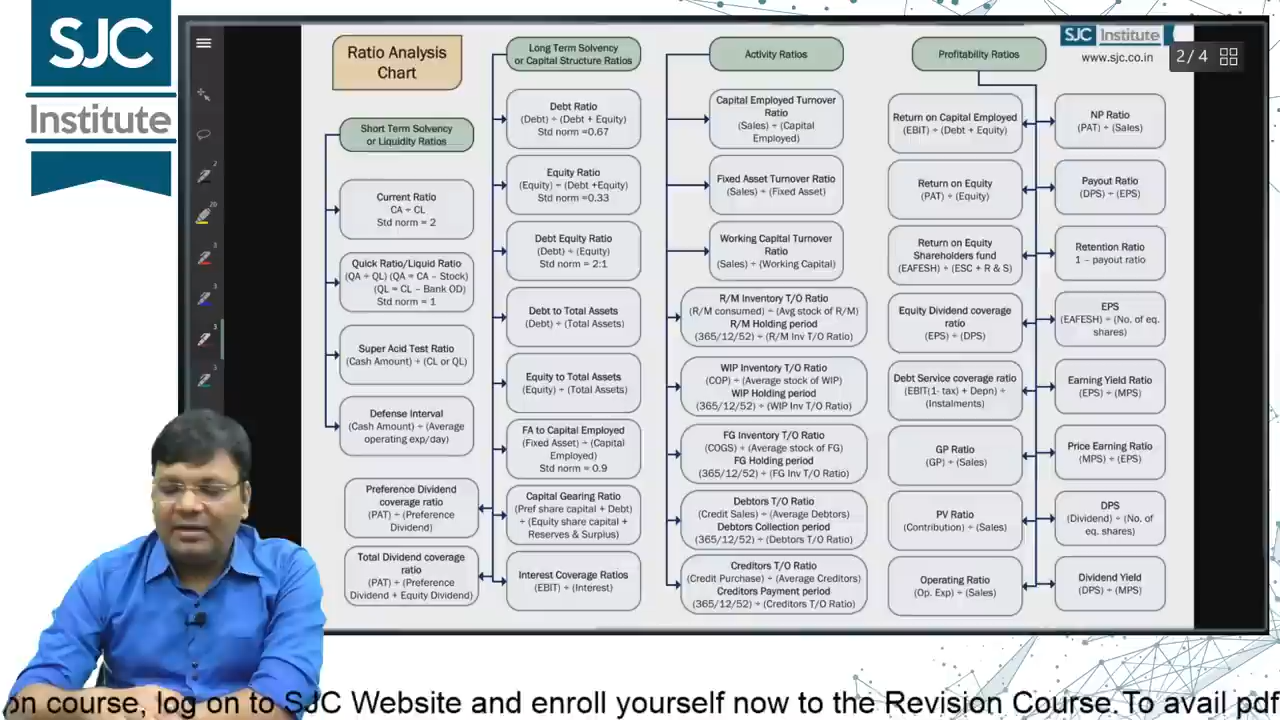 SJC
Institute
Ratio Analysis
Chart
Short Term Solvency
or Liquidity Ratios
Current Ratio
CA ÷ CL
Std norm = 2
Quick Ratio/Liquid Ratio
(QA ÷ QL) (QA = CA – Stock)
(QL = CL – Bank OD)
Std norm = 1
Super Acid Test Ratio
(Cash Amount) ÷ (CL or QL)
Defense Interval
(Cash Amount) ÷ (Average
operating exp/day)
Preference Dividend
coverage ratio
(PAT) ÷ (Preference
Dividend)
Total Dividend coverage
ratio
(PAT) ÷ (Preference
Dividend + Equity Dividend)
Long Term Solvency
or Capital Structure Ratios
Debt Ratio
(Debt) ÷ (Debt + Equity)
Std norm =0.67
Equity Ratio
(Equity) ÷ (Debt +Equity)
Std norm =0.33
Debt Equity Ratio
(Debt) ÷ (Equity)
Std norm = 2:1
Debt to Total Assets
(Debt) ÷ (Total Assets)
Equity to Total Assets
(Equity) ÷ (Total Assets)
FA to Capital Employed
(Fixed Asset) ÷ (Capital
Employed)
Std norm = 0.9
Capital Gearing Ratio
(Pref share capital + Debt)
÷ (Equity share capital +
Reserves & Surplus)
Interest Coverage Ratios
(EBIT) ÷ (Interest)
Activity Ratios
Capital Employed Turnover
Ratio
(Sales) ÷ (Capital
Employed)
Fixed Asset Turnover Ratio
(Sales) ÷ (Fixed Asset)
Working Capital Turnover
Ratio
(Sales) ÷ (Working Capital)
R/M Inventory T/O Ratio
(R/M consumed) ÷ (Avg stock of R/M)
R/M Holding period
(365/12/52) ÷ (R/M Inv T/O Ratio)
WIP Inventory T/O Ratio
(COP) ÷ (Average stock of WIP)
WIP Holding period
(365/12/52) ÷ (WIP Inv T/O Ratio)
FG Inventory T/O Ratio
(COGS) ÷ (Average stock of FG)
FG Holding period
(365/12/52) ÷ (FG Inv T/O Ratio)
Debtors T/O Ratio
(Credit Sales) ÷ (Average Debtors)
Debtors Collection period
(365/12/52) ÷ (Debtors T/O Ratio)
Creditors T/O Ratio
(Credit Purchase) ÷ (Average Creditors)
Creditors Payment period
(365/12/52) ÷ (Creditors T/O Ratio)
Profitability Ratios
Return on Capital Employed
(EBIT) ÷ (Debt + Equity)
Return on Equity
(PAT) ÷ (Equity)
Return on Equity
Shareholders fund
(EAFESH) ÷ (ESC + R & S)
Equity Dividend coverage
ratio
(EPS) ÷ (DPS)
Debt Service coverage ratio
(EBIT(1- tax) + Depn) ÷
(Instalments)
GP Ratio
(GP) ÷ (Sales)
PV Ratio
(Contribution) ÷ (Sales)
Operating Ratio
(Op. Exp) ÷ (Sales)
NP Ratio
(PAT) ÷ (Sales)
Payout Ratio
(DPS) ÷ (EPS)
Retention Ratio
1 – payout ratio
EPS
(EAFESH) ÷ (No. of eq.
shares)
Earning Yield Ratio
(EPS) ÷ (MPS)
Price Earning Ratio
(MPS) ÷ (EPS)
DPS
(Dividend) ÷ (No. of
eq. shares)
Dividend Yield
(DPS) ÷ (MPS)
SJC Institute
www.sjc.co.in
2/4
2
20
3
3
3
3
on course, log on to SJC Website and enroll yourself now to the Revision Course.To avail pdf